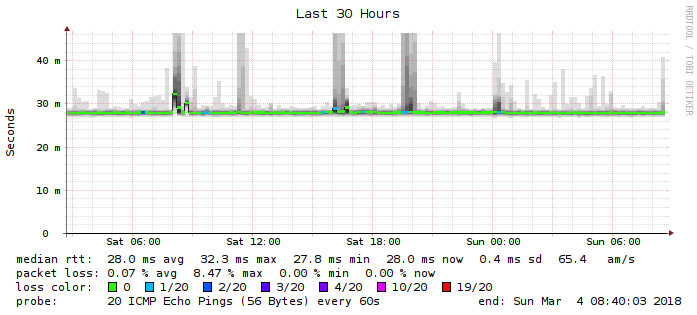 Last 30 Hours
RRDTOOL / TOBI OETIKER
Seconds
40 m
30 m
20 m
10 m
0
Sat 06:00 Sat 12:00 Sat 18:00 Sun 00:00 Sun 06:00
median rtt: 28.0 ms avg 32.3 ms max 27.8 ms min 28.0 ms now 0.4 ms sd 65.4 am/s
packet loss: 0.07 % avg 8.47 % max 0.00 % min 0.00 % now
loss color: 0 1/20 2/20 3/20 4/20 10/20 19/20
probe: 20 ICMP Echo Pings (56 Bytes) every 60s end: Sun Mar 4 08:40:03 2018